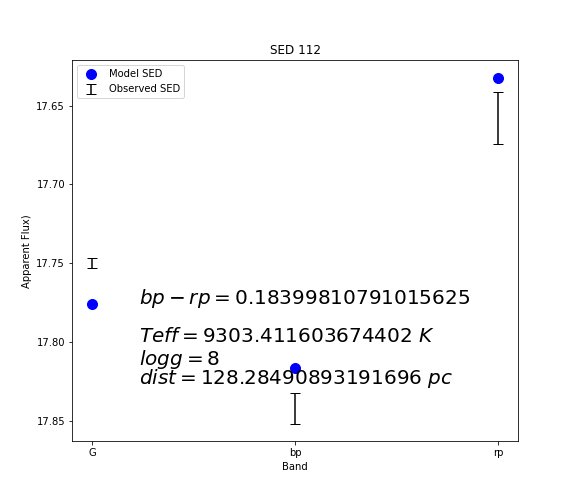 SED 112
Model SED
Observed SED
17.65
17.70
17.75
17.80
17.85
Apparent Flux)
bp − rp = 0.18399810791015625
Teff = 9303.411603674402 K
logg = 8
dist = 128.28490893191696 pc
G bp rp
Band